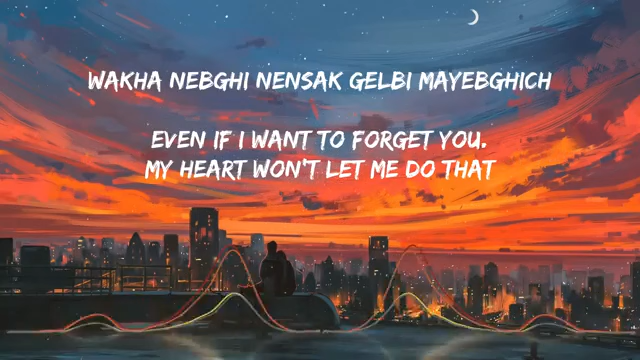 WAKHA NEBGHI NENSAK GELBI MAYEBGHICH
EVEN IF I WANT TO FORGET YOU.
MY HEART WON'T LET ME DO THAT